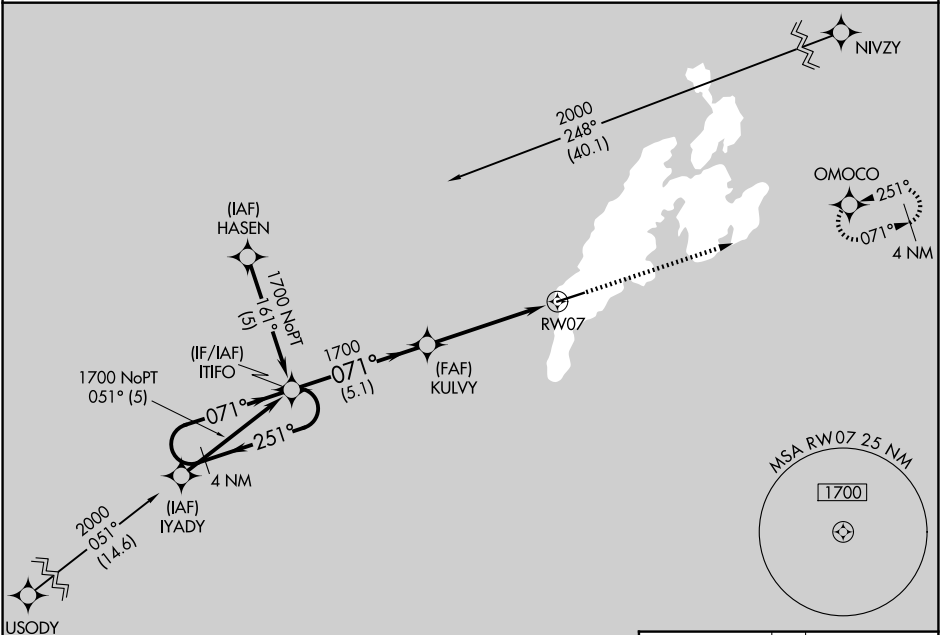 NIVZY
2000
248°
(40.1)
OMOCO
251°
071°
4 NM
(IAF)
HASEN
1700 NoPT
161°
(5)
RW07
(IF/IAF)
ITIFO
1700
071°
(5.1)
(FAF)
KULVY
1700 NoPT
051° (5)
071°
251°
4 NM
(IAF)
IYADY
MSA RW07 25 NM
1700
2000
051°
(14.6)
USODY